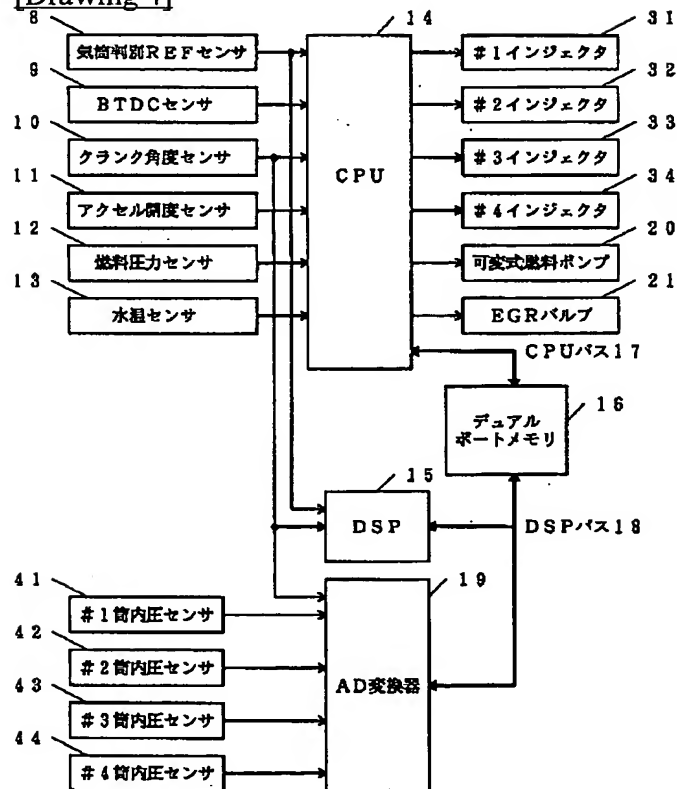 [Drawing 4]
8
気筒判別REFセンサ
9
BTDCセンサ
10
クランク角度センサ
11
アクセル開度センサ
12
燃料圧力センサ
13
水温センサ
14
CPU
31
#1インジェクタ
32
#2インジェクタ
33
#3インジェクタ
34
#4インジェクタ
20
可変式燃料ポンプ
21
EGRバルブ
CPUバス17
16
デュアル
ポートメモリ
15
DSP
DSPバス18
41
#1筒内圧センサ
42
#2筒内圧センサ
43
#3筒内圧センサ
44
#4筒内圧センサ
19
AD変換器